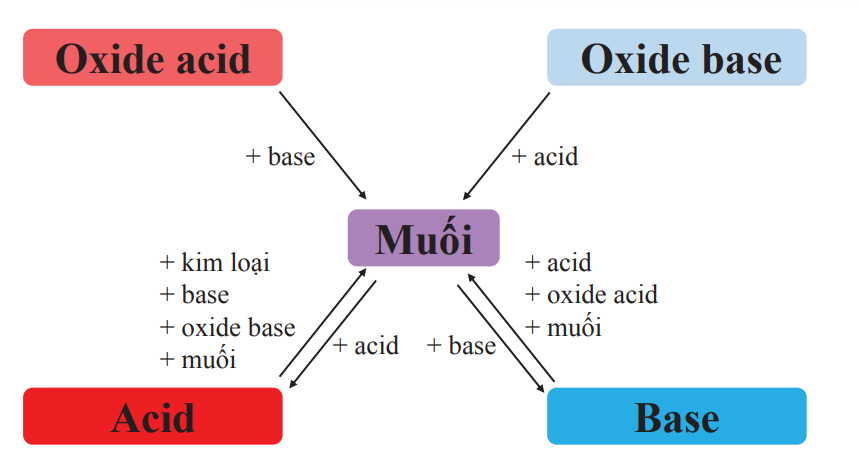 Oxide acid
Oxide base
+ base
+ acid
Muối
+ kim loại
+ base
+ oxide base
+ muối
+ acid
+ base
+ acid
+ oxide acid
+ muối
Acid
Base